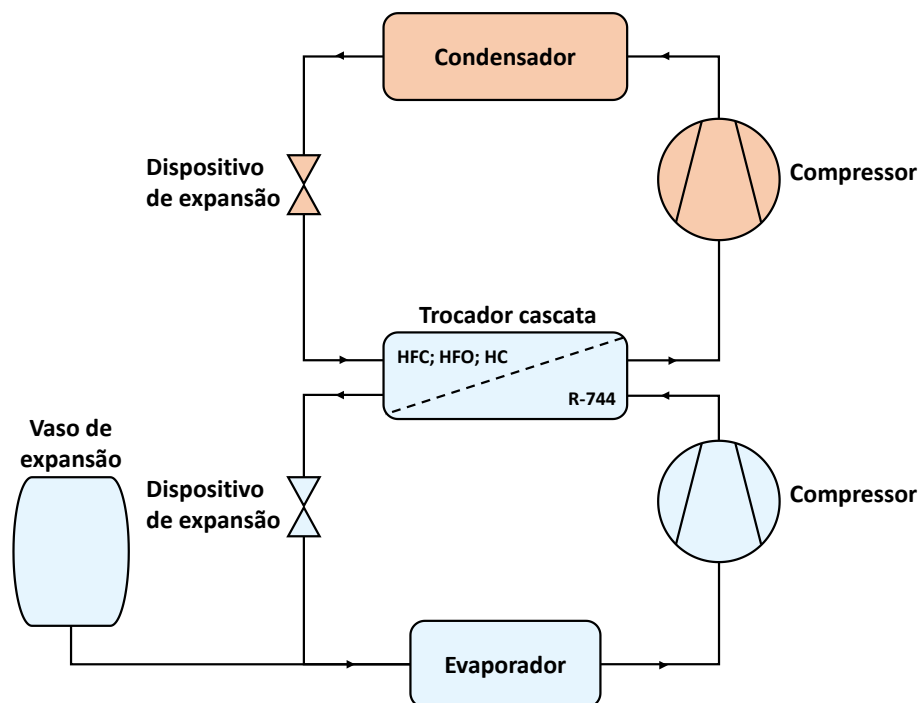 Condensador
Dispositivo
de expansão
Compressor
Trocador cascata
HFC; HFO; HC
R-744
Vaso de
expansão
Dispositivo
de expansão
Compressor
Evaporador